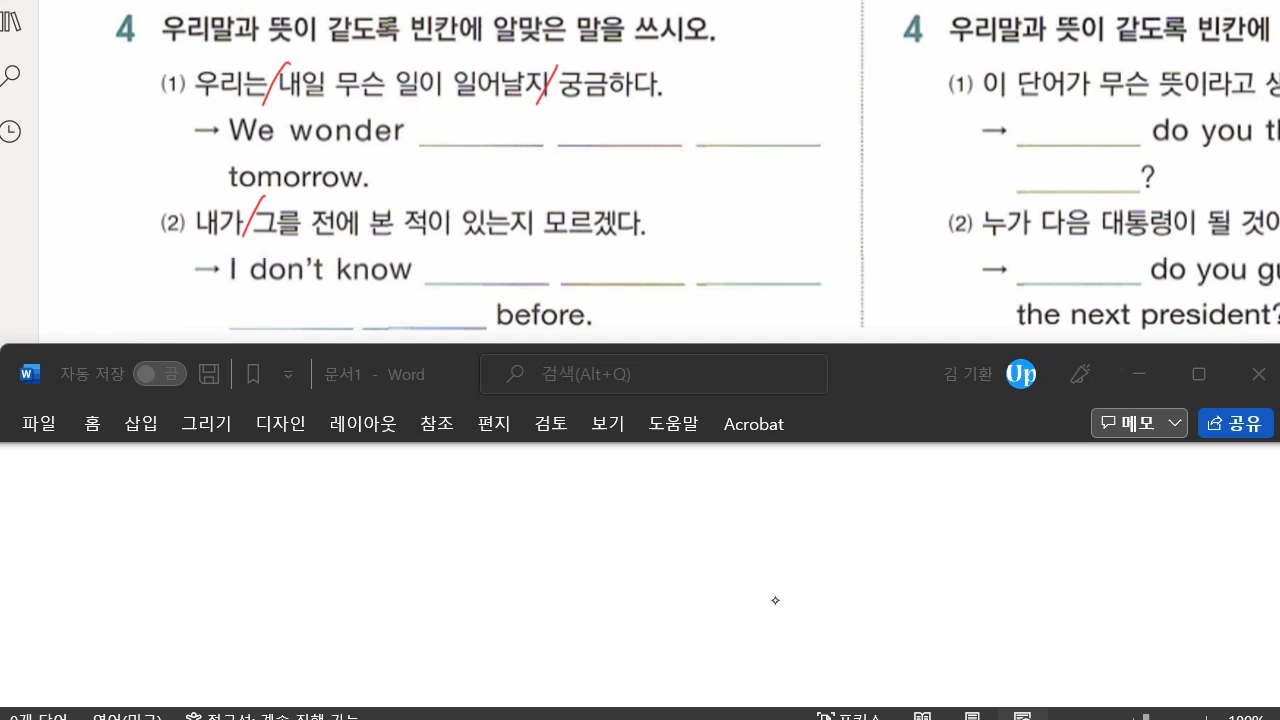 4 우리말과 뜻이 같도록 빈칸에 알맞은 말을 쓰시오.
(1) 우리는 내일 무슨 일이 일어날지 궁금하다.
→ We wonder
tomorrow.
(2) 내가 그를 전에 본 적이 있는지 모르겠다.
→ I don't know
before.
4 우리말과 뜻이 같도록 빈칸에
(1) 이 단어가 무슨 뜻이라고
→ do you
?
(2) 누가 다음 대통령이 될
→ do you
the next president?
자동 저장 끔 문서1 - Word 검색(Alt+Q) 김 기환 Up
파일 홈 삽입 그리기 디자인 레이아웃 참조 편지 검토 보기 도움말 Acrobat 메모 공유